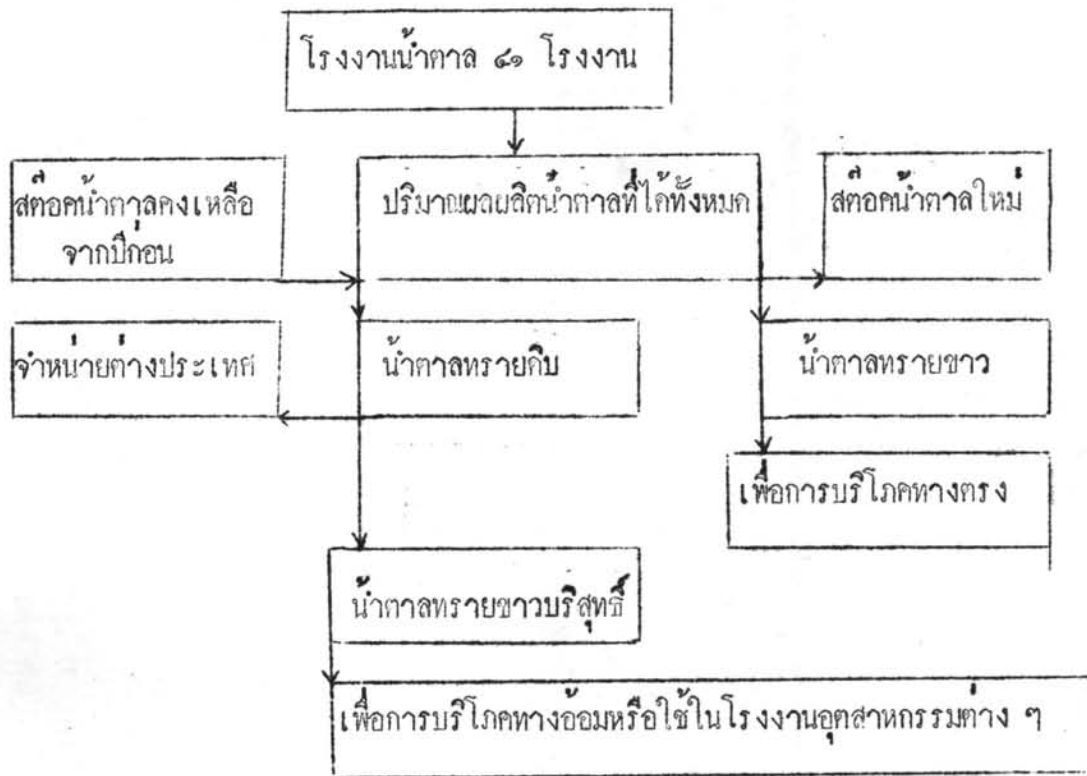 โรงงานน้ำตาล ๔๑ โรงงาน
สต๊อคน้ำตาลคงเหลือ
จากปีก่อน
ปริมาณผลผลิตน้ำตาลที่ได้ทั้งหมด
สต๊อคน้ำตาลใหม่
จำหน่ายต่างประเทศ
น้ำตาลทรายดิบ
น้ำตาลทรายขาว
เพื่อการบริโภคทางตรง
น้ำตาลทรายขาวบริสุทธิ์
เพื่อการบริโภคทางอ้อมหรือใช้ในโรงงานอุตสาหกรรมต่าง ๆ